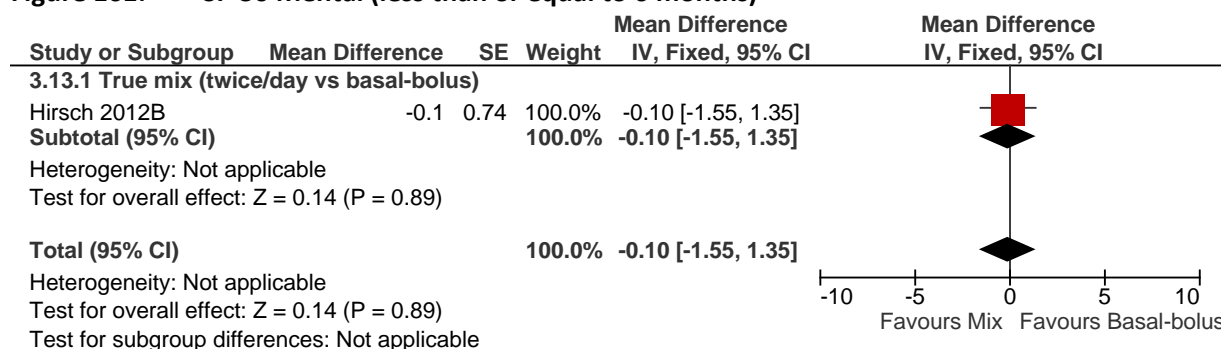 Mean Difference Mean Difference
Study or Subgroup Mean Difference SE Weight IV, Fixed, 95% CI IV, Fixed, 95% CI
3.13.1 True mix (twice/day vs basal-bolus)
Hirsch 2012B -0.1 0.74 100.0% -0.10 [-1.55, 1.35]
Subtotal (95% CI) 100.0% -0.10 [-1.55, 1.35]
Heterogeneity: Not applicable
Test for overall effect: Z = 0.14 (P = 0.89)
Total (95% CI) 100.0% -0.10 [-1.55, 1.35]
Heterogeneity: Not applicable
Test for overall effect: Z = 0.14 (P = 0.89)
Test for subgroup differences: Not applicable
-10 -5 0 5 10
Favours Mix Favours Basal-bolus